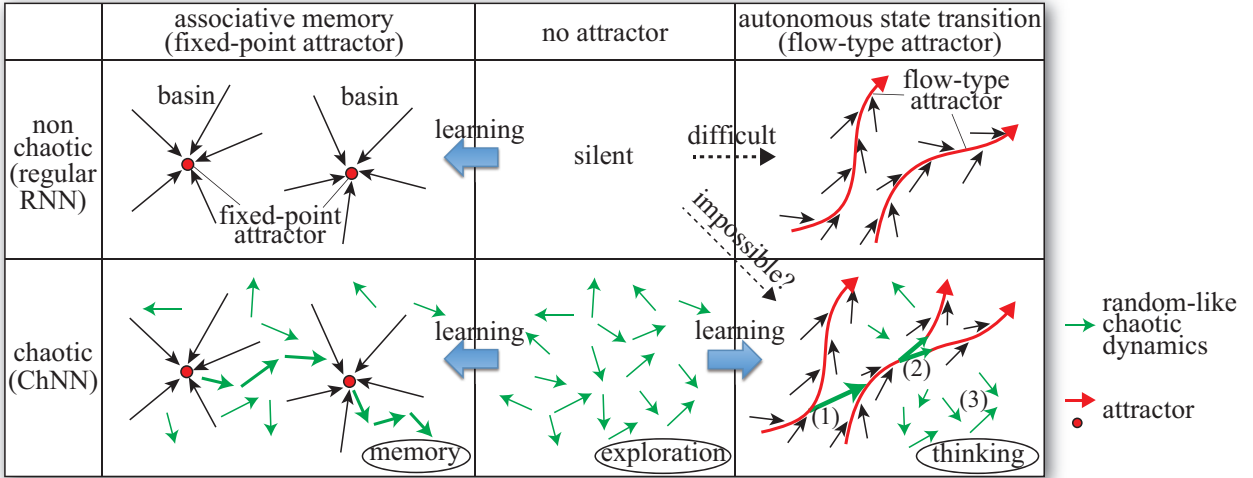 associative memory
(fixed-point attractor)
no attractor
autonomous state transition
(flow-type attractor)
non
chaotic
(regular
RNN)
basin
basin
fixed-point
attractor
learning
silent
difficult
impossible?
flow-type
attractor
chaotic
(ChNN)
memory
learning
exploration
learning
(1)
(2)
(3)
thinking
random-like
chaotic
dynamics
attractor